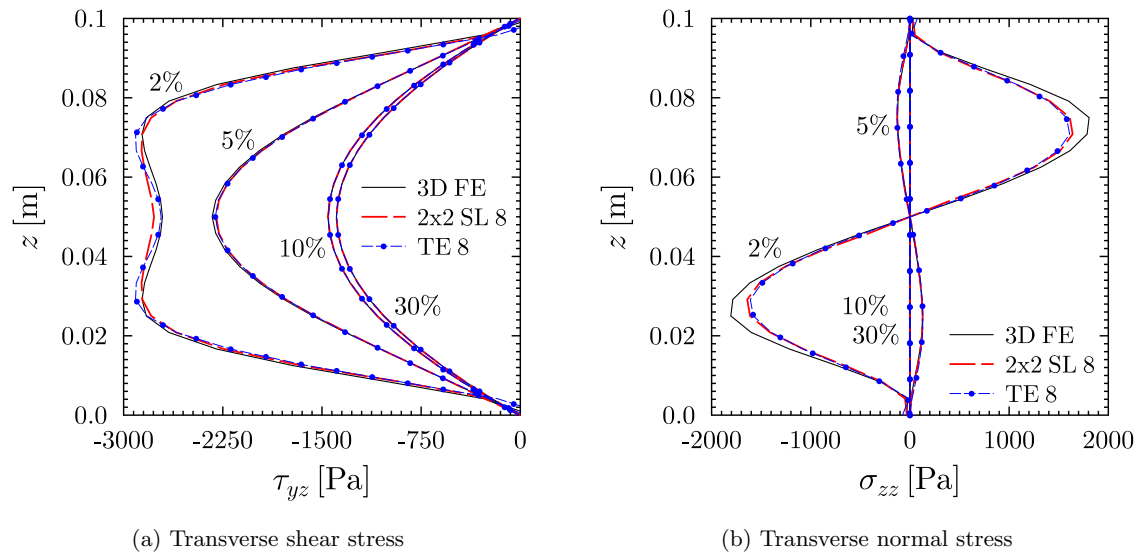 0.1
0.08
0.06
0.04
0.02
0.0
z [m]
2%
5%
10%
30%
3D FE
2x2 SL 8
TE 8
-3000 -2250 -1500 -750 0
τyz [Pa]
(a) Transverse shear stress
0.1
0.08
0.06
0.04
0.02
0.0
z [m]
5%
2%
10%
30%
3D FE
2x2 SL 8
TE 8
-2000 -1000 0 1000 2000
σzz [Pa]
(b) Transverse normal stress